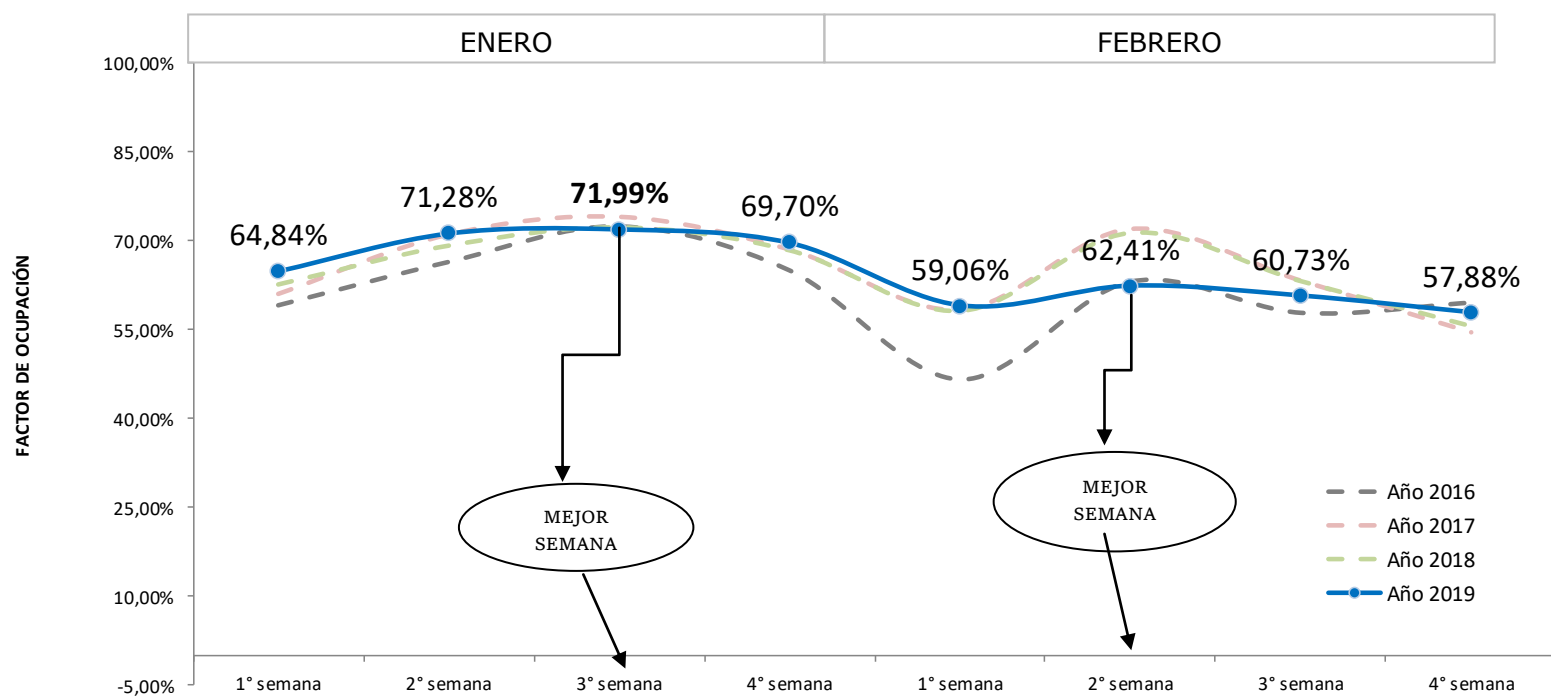 ENERO
FEBRERO
FACTOR DE OCUPACIÓN
100,00%
85,00%
70,00%
55,00%
40,00%
25,00%
10,00%
-5,00%
64,84%
71,28%
71,99%
69,70%
59,06%
62,41%
60,73%
57,88%
MEJOR
SEMANA
MEJOR
SEMANA
Año 2016
Año 2017
Año 2018
Año 2019
1° semana
2° semana
3° semana
4° semana
1° semana
2° semana
3° semana
4° semana